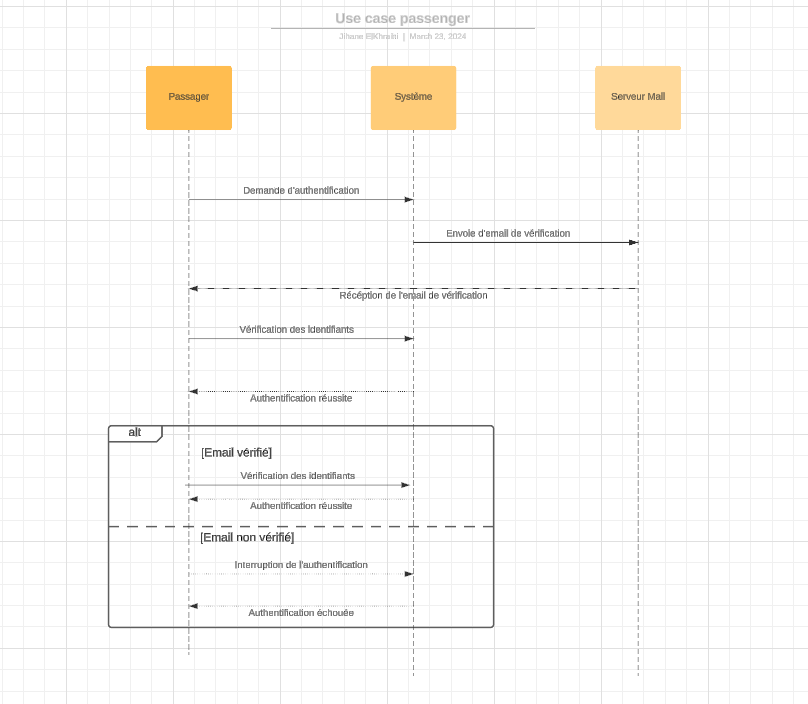 Use case passenger
Jihane ElKhrabi | March 23, 2024
Passager
Système
Serveur Mail
Demande d'authentification
Envoie d'email de vérification
Récéption de l'email de vérification
Vérification des identifiants
Authentification réussite
alt
[Email vérifié]
Vérification des identifiants
Authentification réussite
[Email non vérifié]
Interruption de l'authentification
Authentification échouée